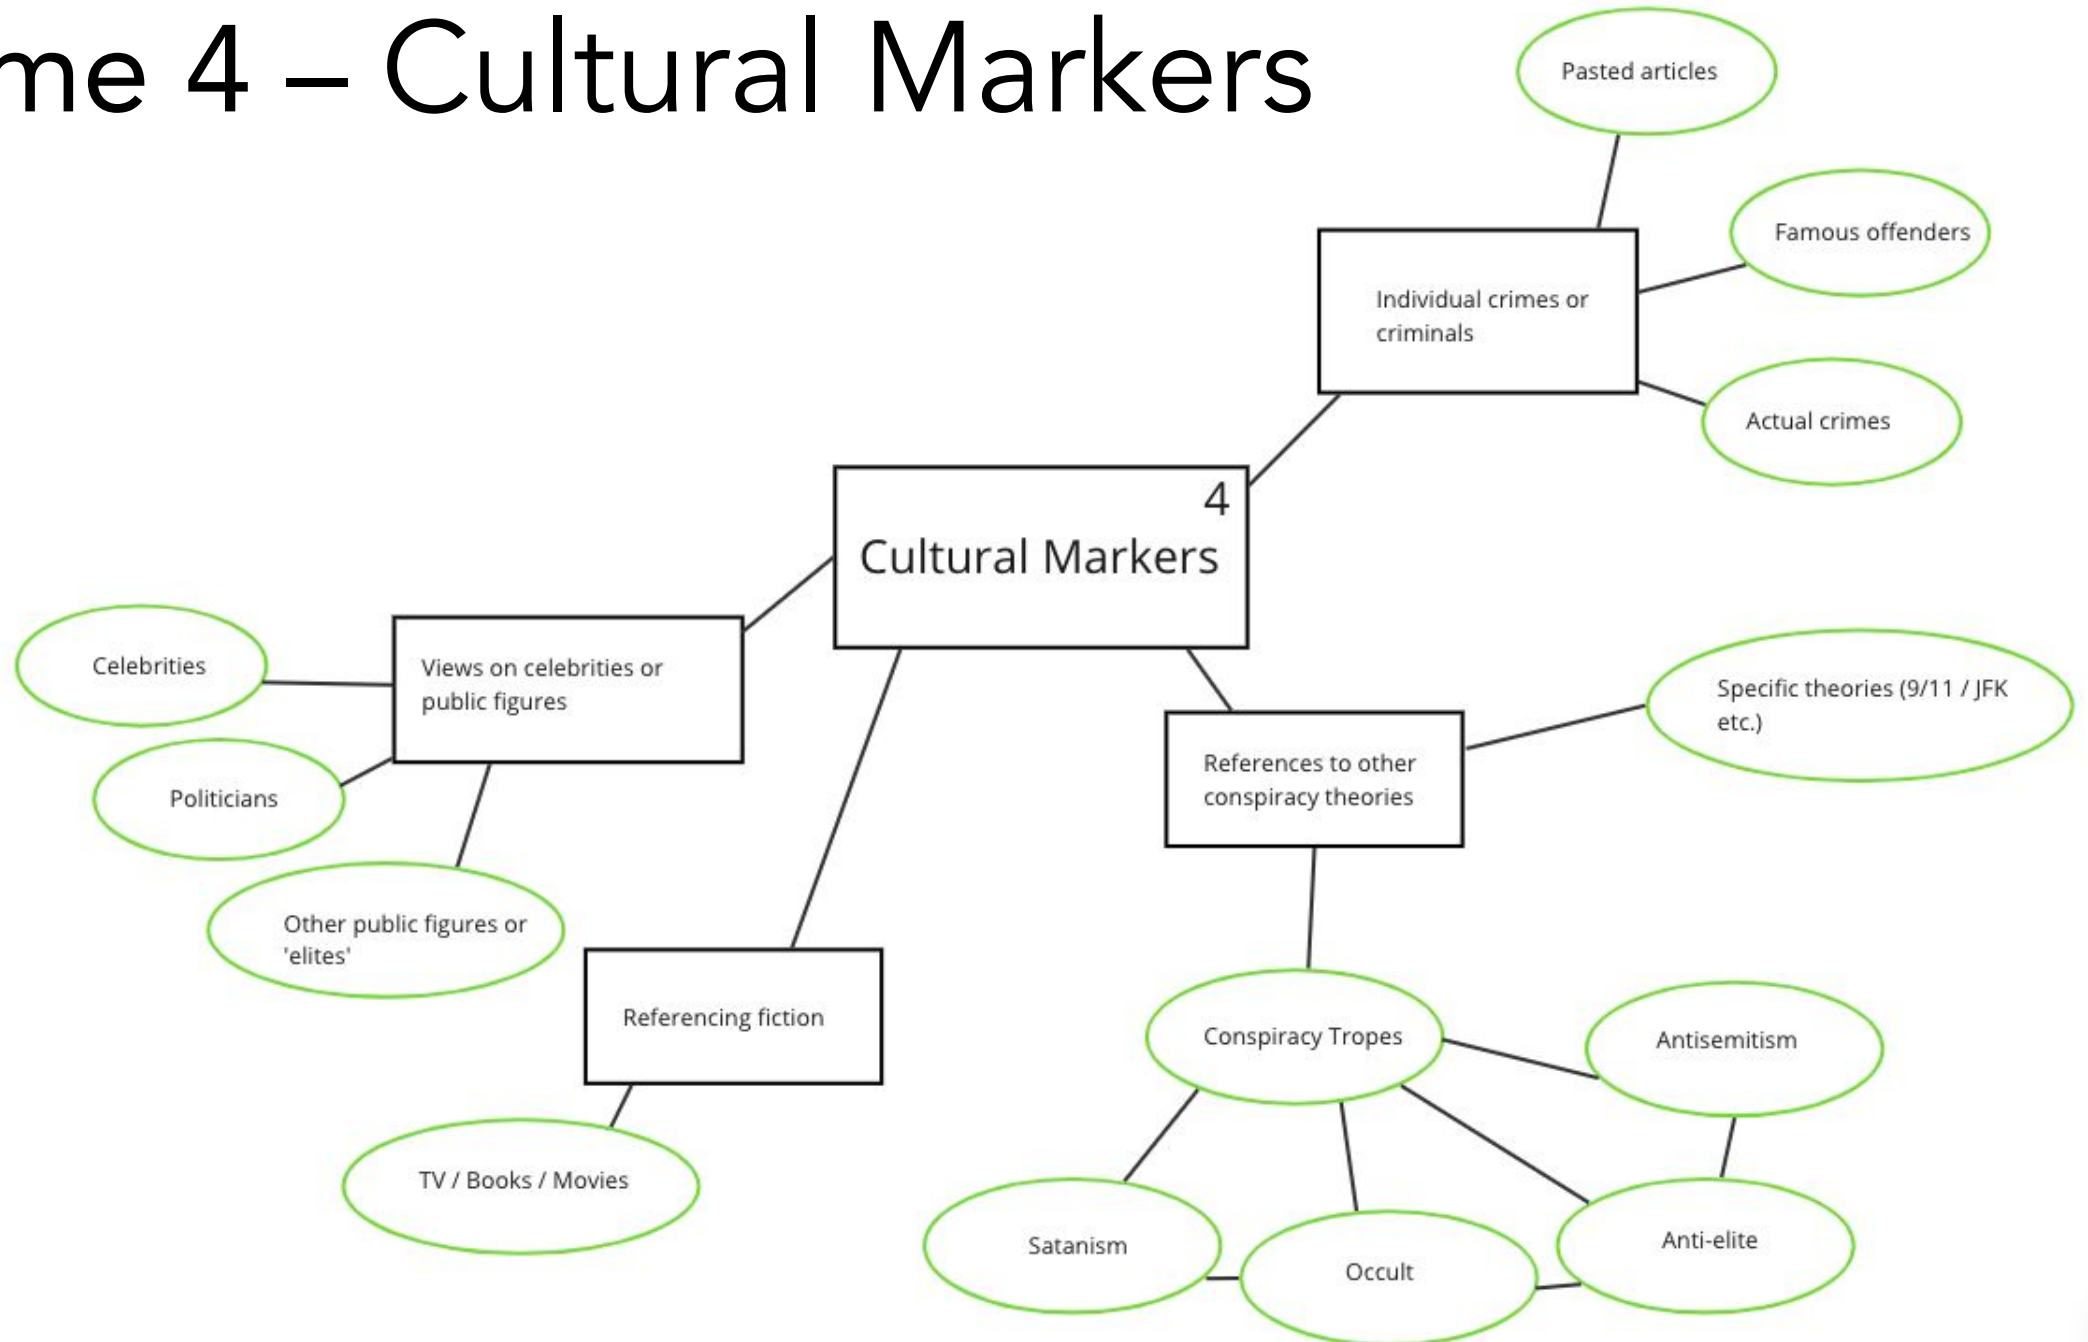 me 4 – Cultural Markers
Pasted articles
Famous offenders
Individual crimes or
criminals
Actual crimes
4
Cultural Markers
Celebrities
Views on celebrities or
public figures
Politicians
Other public figures or
'elites'
Specific theories (9/11 / JFK
etc.)
References to other
conspiracy theories
Referencing fiction
TV / Books / Movies
Conspiracy Tropes
Antisemitism
Satanism
Occult
Anti-elite